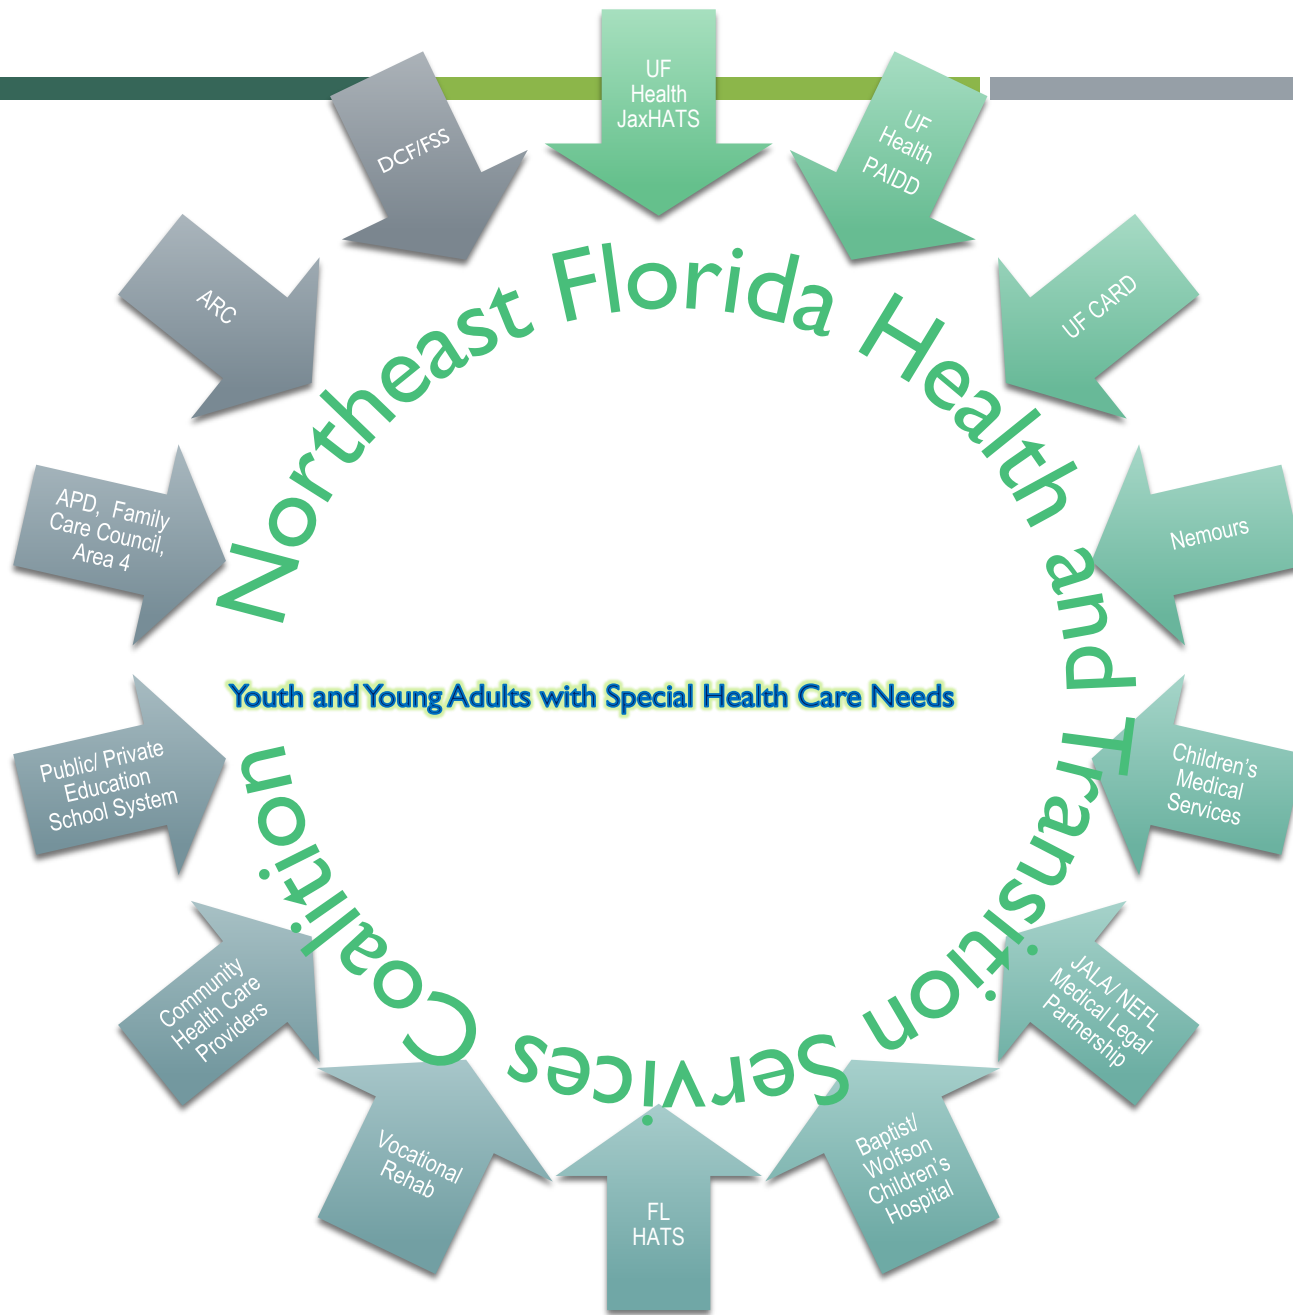 UF
Health
JaxHATS
UF
Health
PAIDD
UF CARD
Nemours
Children's
Medical
Services
JALA/ NEFL
Medical Legal
Partnership
Baptist/
Wolfson
Children's
Hospital
FL
HATS
Vocational
Rehab
Community
Health Care
Providers
Public/ Private
Education
School System
APD,  Family
Care Council,
Area 4
ARC
DCF/FSS
Northeast Florida Health and Transition Services Coalition
Youth and Young Adults with Special Health Care Needs